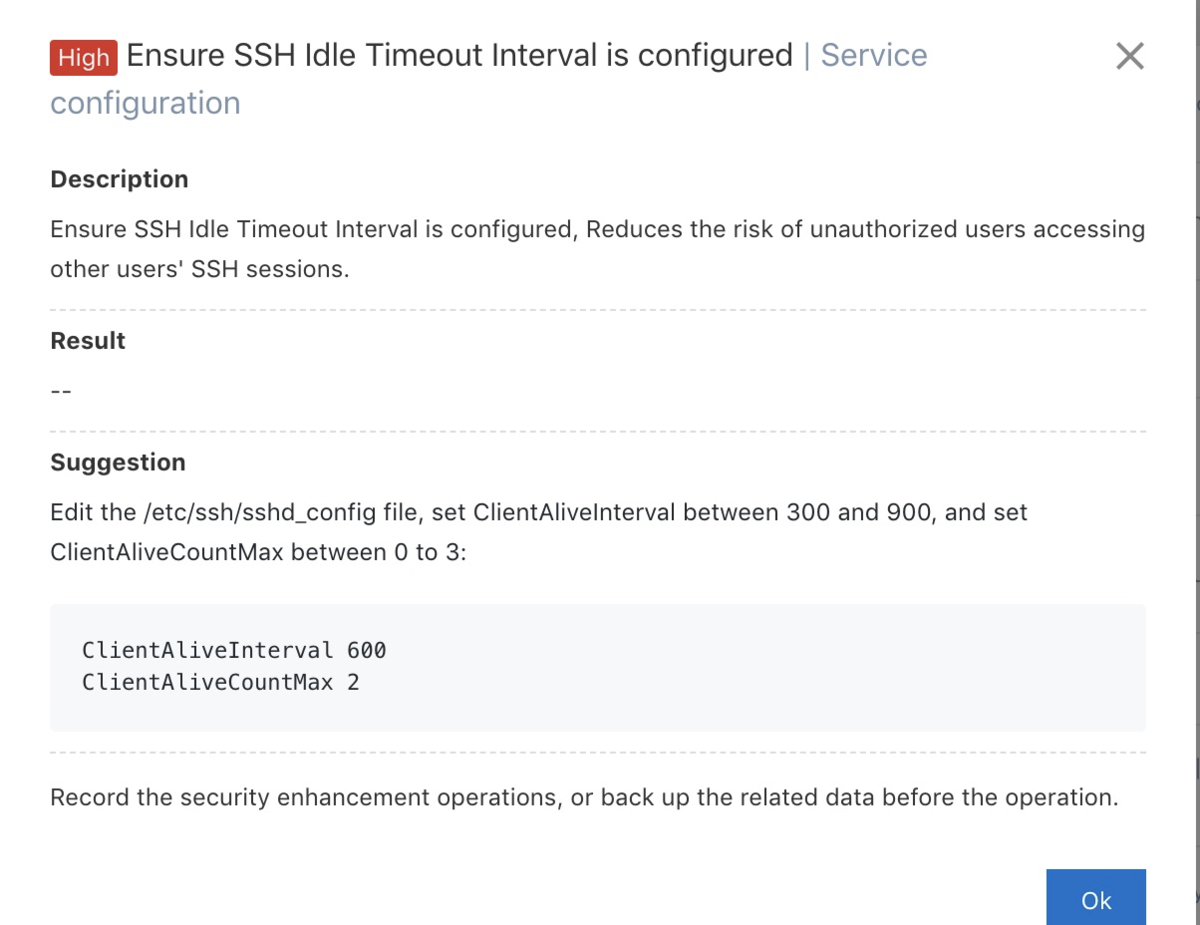 High Ensure SSH Idle Timeout Interval is configured | Service
configuration
Description
Ensure SSH Idle Timeout Interval is configured, Reduces the risk of unauthorized users accessing
other users' SSH sessions.
Result
--
Suggestion
Edit the /etc/ssh/sshd_config file, set ClientAliveInterval between 300 and 900, and set
ClientAliveCountMax between 0 to 3:
ClientAliveInterval 600
ClientAliveCountMax 2
Record the security enhancement operations, or back up the related data before the operation.
Ok